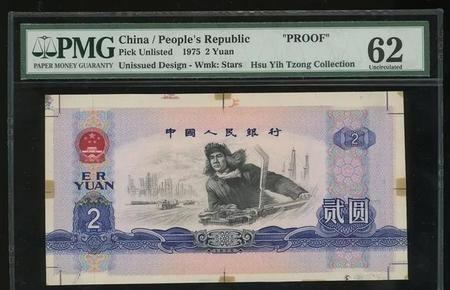 PMG
PAPER MONEY GUARANTY
China / People's Republic "PROOF"
Pick Unlisted 1975 2 Yuan
Unissued Design - Wmk: Stars Hsu Yih Tzong Collection
62
Uncirculated
中國人民銀行
2
ER
YUAN
2
贰圆